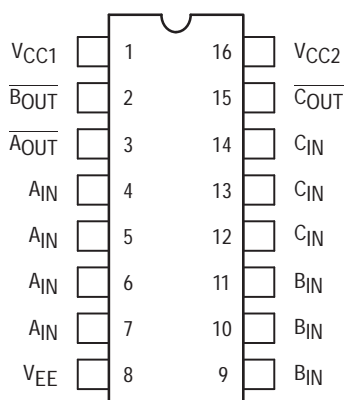 VCC1 1 16 VCC2
BOUT 2 15 COUT
AOUT 3 14 CIN
AIN 4 13 CIN
AIN 5 12 CIN
AIN 6 11 BIN
AIN 7 10 BIN
VEE 8 9 BIN